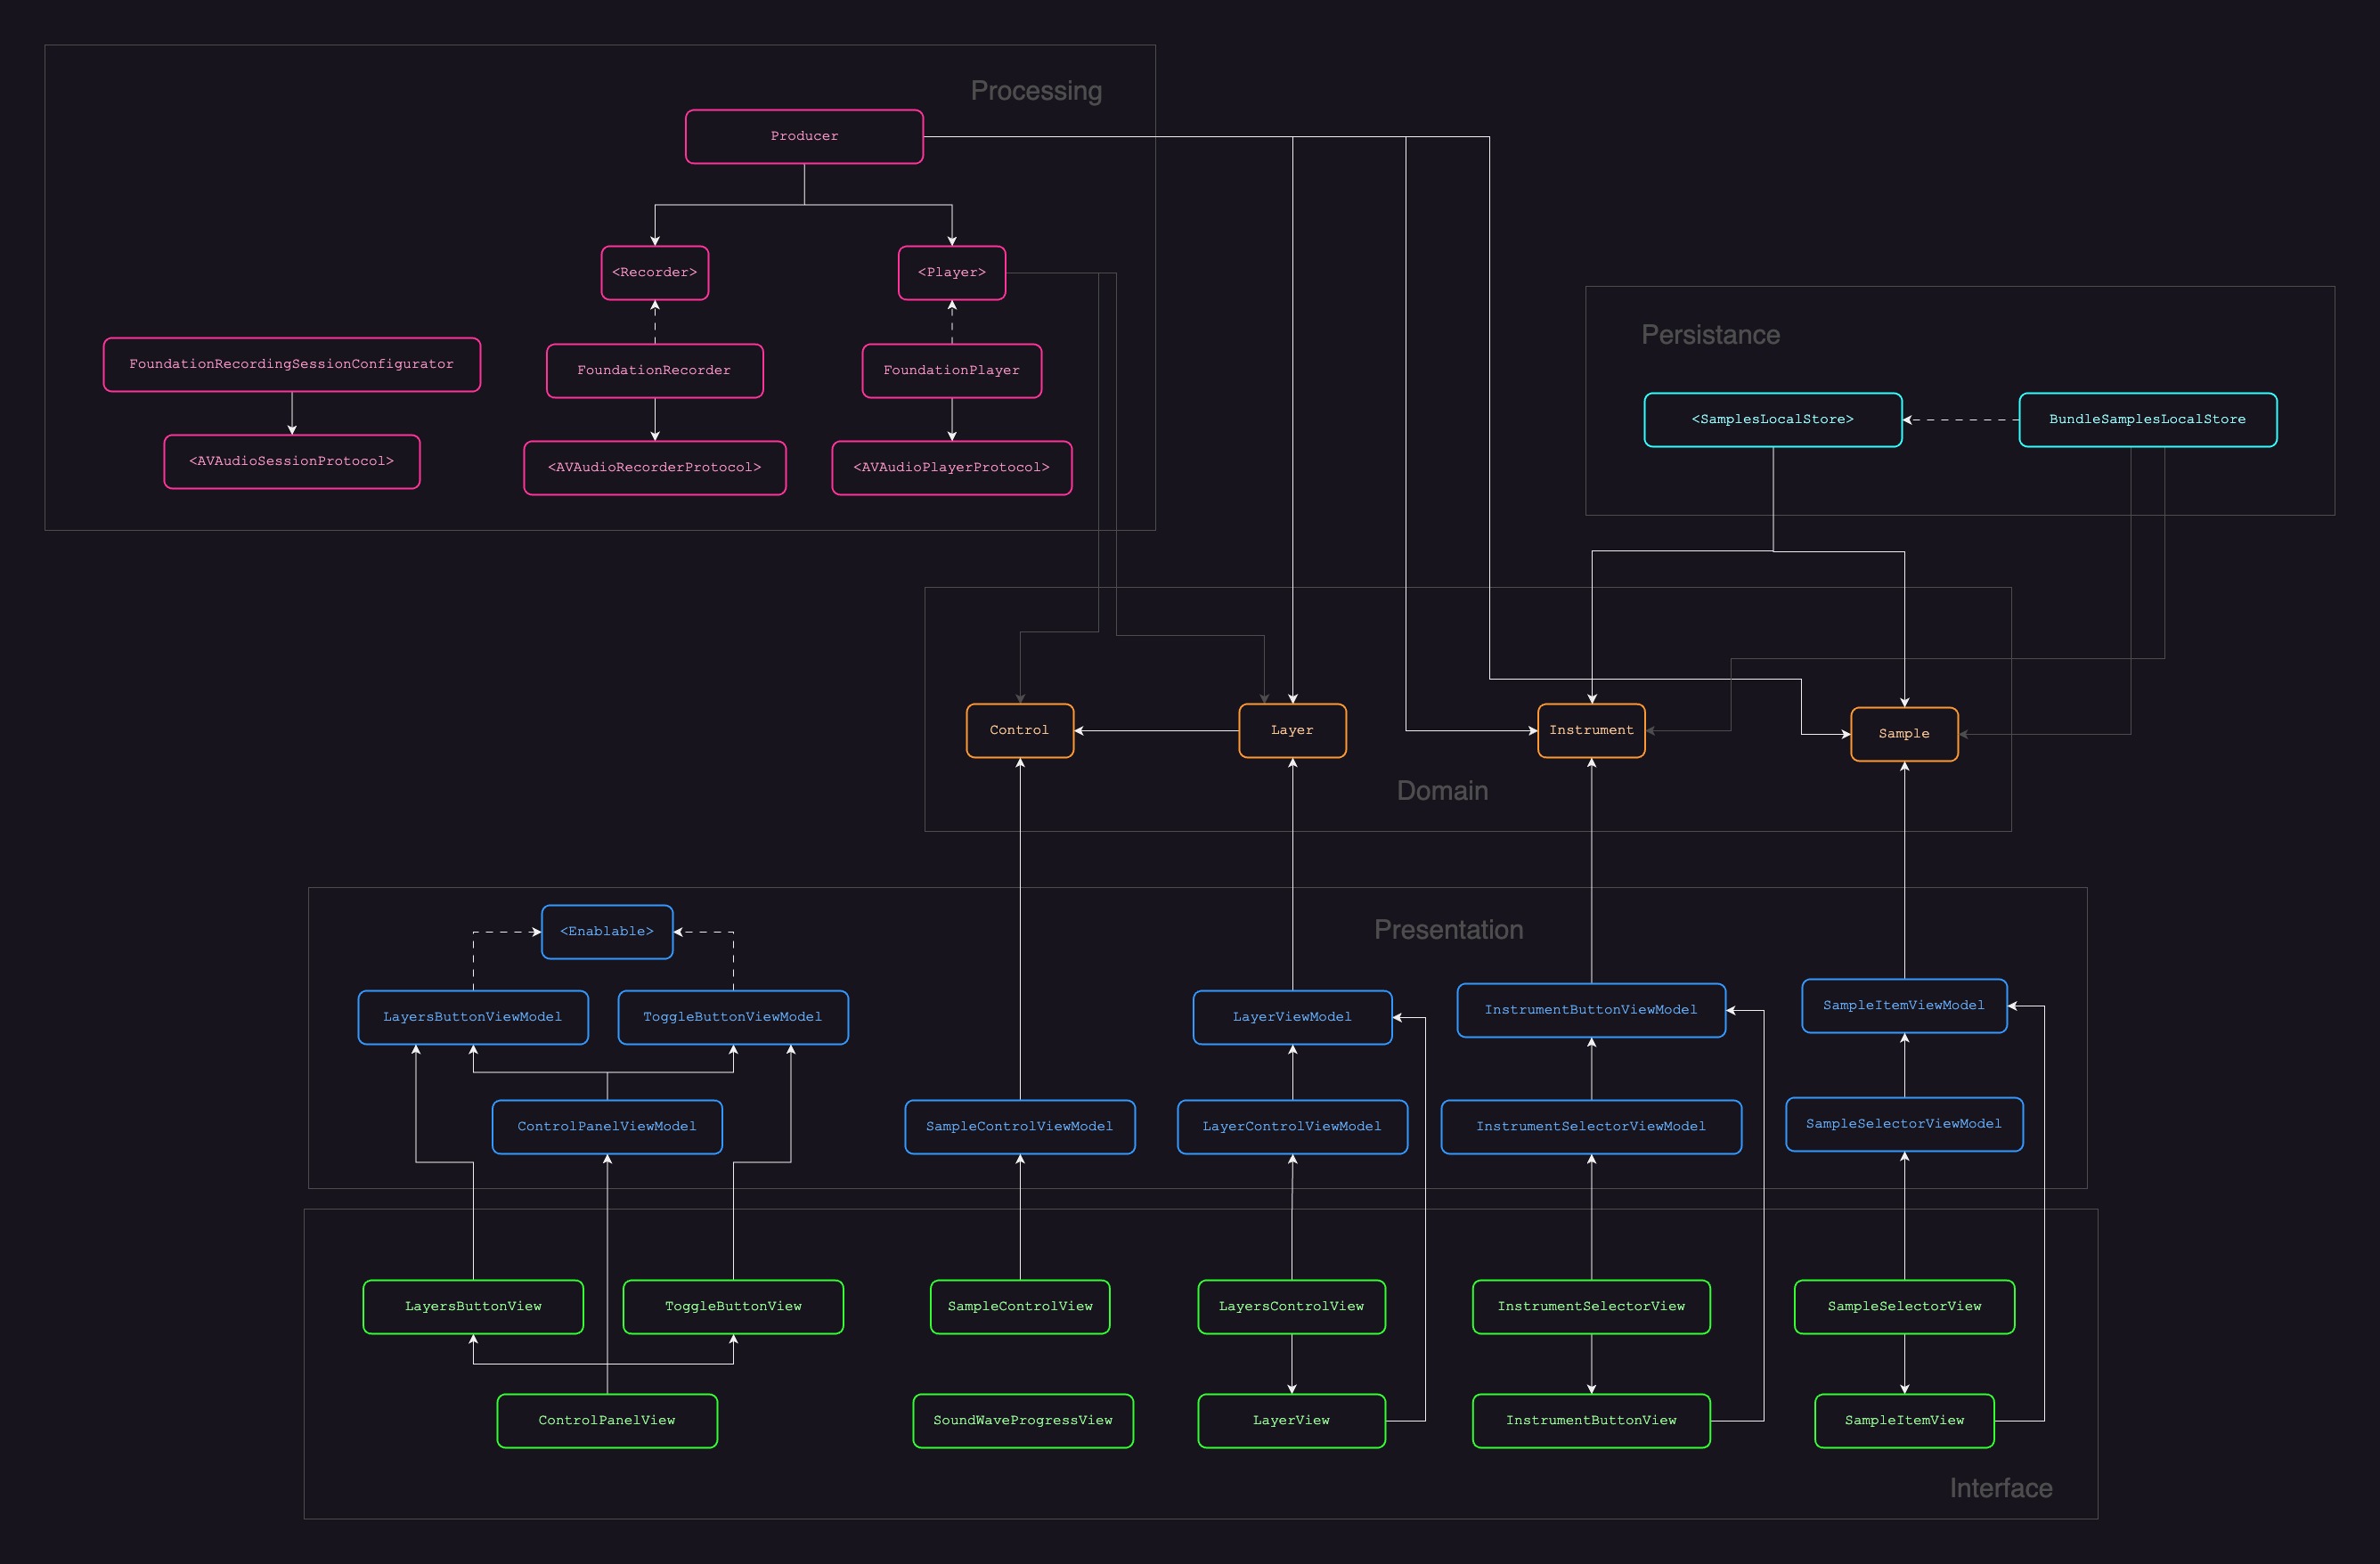 Processing
Producer
<Recorder>
<Player>
FoundationRecordingSessionConfigurator
FoundationRecorder
FoundationPlayer
<AVAudioSessionProtocol>
<AVAudioRecorderProtocol>
<AVAudioPlayerProtocol>
Persistance
<SamplesLocalStore>
BundleSamplesLocalStore
Control
Layer
Instrument
Sample
Domain
Presentation
<Enablable>
LayersButtonViewModel
ToggleButtonViewModel
LayerViewModel
InstrumentButtonViewModel
SampleItemViewModel
ControlPanelViewModel
SampleControlViewModel
LayerControlViewModel
InstrumentSelectorViewModel
SampleSelectorViewModel
LayersButtonView
ToggleButtonView
SampleControlView
LayersControlView
InstrumentSelectorView
SampleSelectorView
ControlPanelView
SoundWaveProgressView
LayerView
InstrumentButtonView
SampleItemView
Interface